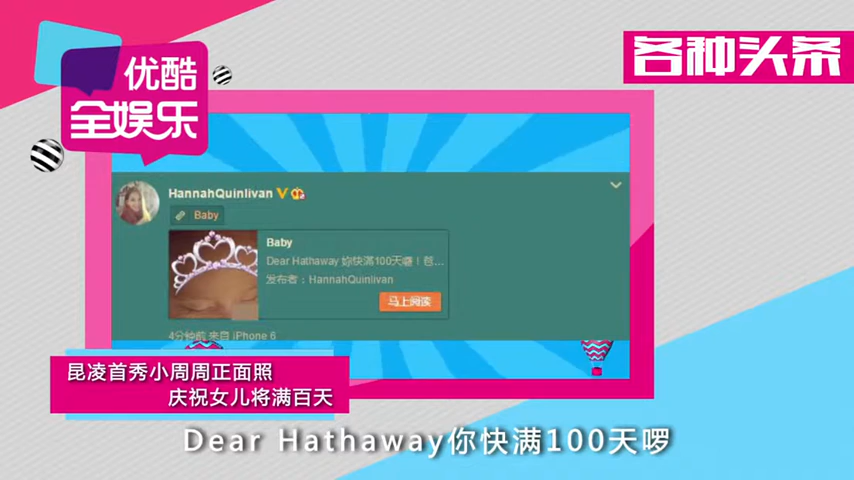 优酷
全娱乐
各种头条
HannahQuinlivan
Baby
Baby
Dear Hathaway 妳快滿100天囉！爸...
发布者：HannahQuinlivan
马上阅读
4分钟前 来自 iPhone 6
昆凌首秀小周周正面照
庆祝女儿将满百天
Dear Hathaway你快满100天啰